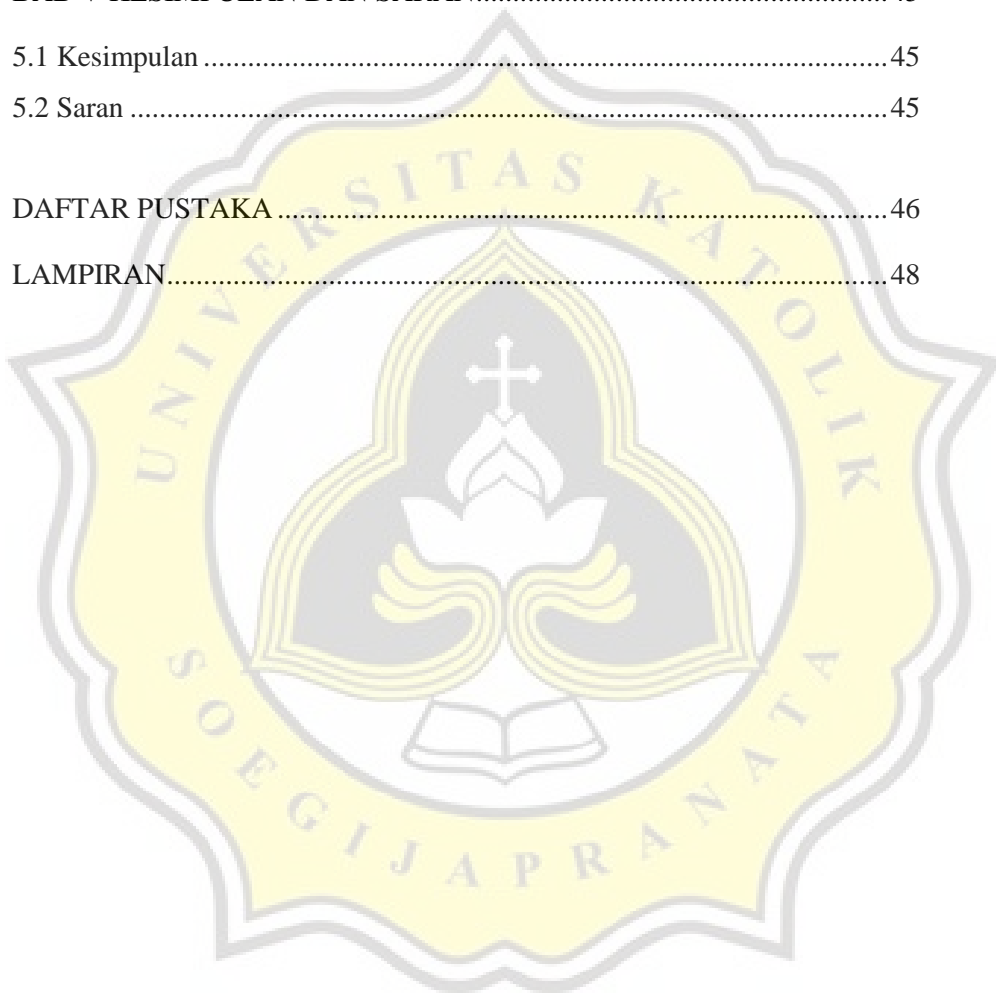 5.1 Kesimpulan ........................................................................................... 45
5.2 Saran ..................................................................................................... 45
DAFTAR PUSTAKA ................................................................................. 46
LAMPIRAN ................................................................................................ 48
UNIVERSITAS KATOLIK
SOEGIJAPRANATA